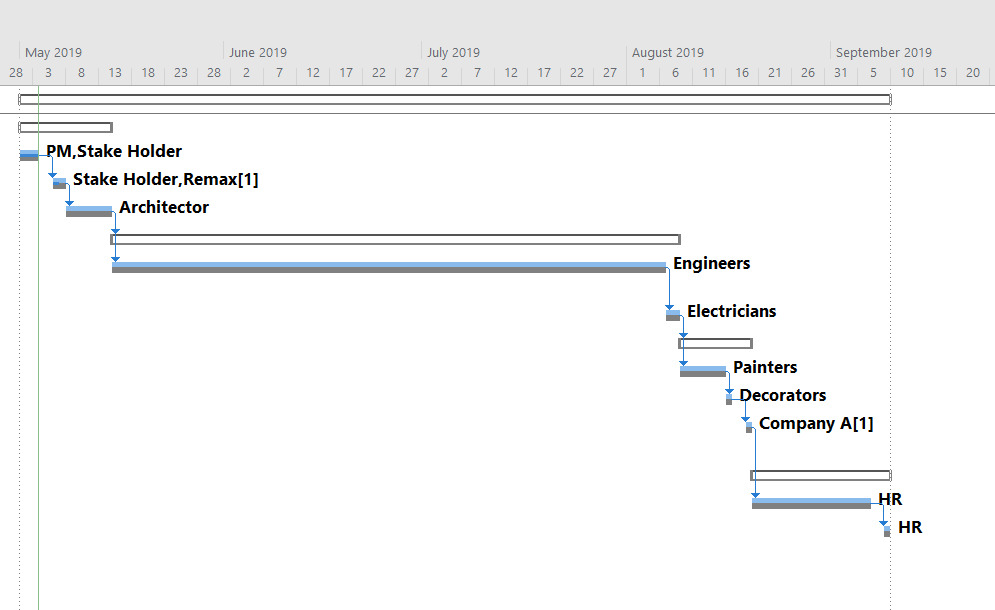 May 2019 June 2019 July 2019 August 2019 September 2019
28 3 8 13 18 23 28 2 7 12 17 22 27 2 7 12 17 22 27 1 6 11 16 21 26 31 5 10 15 20
PM,Stake Holder
Stake Holder,Remax[1]
Architector
Engineers
Electricians
Painters
Decorators
Company A[1]
HR
HR